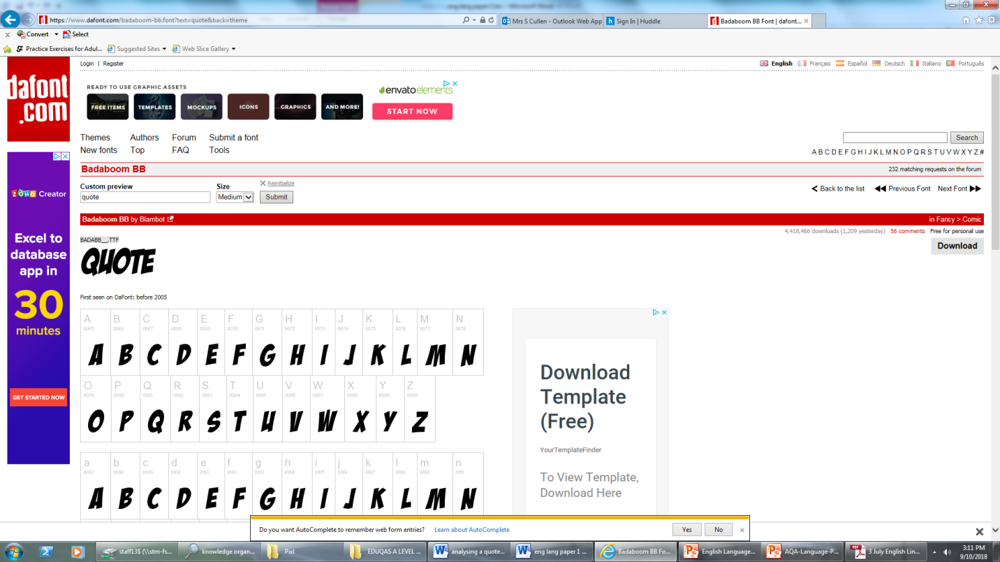 https://www.dafont.com/badaboom-bb.font?text=quote&back=theme
Mrs S Cullen - Outlook Web App
Sign In | Huddle
Badaboom BB Font | dafont...
x Convert Select
Practice Exercises for Adul... Suggested Sites Web Slice Gallery
dafont.com
Login | Register
English Français Español Deutsch Italiano Português
READY TO USE GRAPHIC ASSETS
FREE ITEMS TEMPLATES MOCKUPS ICONS GRAPHICS AND MORE!
envatoelements
START NOW
Themes Authors Forum Submit a font
New fonts Top FAQ Tools
Search
A B C D E F G H I J K L M N O P Q R S T U V W X Y Z #
Badaboom BB
232 matching requests on the forum
Custom preview Size Reinitialize
quote Medium Submit
Back to the list Previous Font Next Font
Badaboom BB by Blambot in Fancy > Comic
4,418,466 downloads (1,209 yesterday) 56 comments Free for personal use
BADABB__.TTF
Download
QUOTE
First seen on DaFont: before 2005
A B C D E F G H I J K L M N
0065 0066 0067 0068 0069 0070 0071 0072 0073 0074 0075 0076 0077 0078
A B C D E F G H I J K L M N
O P Q R S T U V W X Y Z
0079 0080 0081 0082 0083 0084 0085 0086 0087 0088 0089 0090
O P Q R S T U V W X Y Z
a b c d e f g h i j k l m n
0097 0098 0099 0100 0101 0102 0103 0104 0105 0106 0107 0108 0109 0110
A B C D E F G H I J K L M N
ZOHO Creator
Excel to
database
app in
30
minutes
GET STARTED NOW
Download
Template
(Free)
YourTemplateFinder
To View Template,
Download Here
Do you want AutoComplete to remember web form entries? Learn about AutoComplete Yes No
staff13$ (\\stm-fs...
knowledge organ...
Pixl
EDUQAS A LEVEL ...
analysing a quote...
eng lang paper 1 ...
Badaboom BB Fo...
English Language...
AQA-Language-P...
3 July English Lin...
3:11 PM
9/10/2018